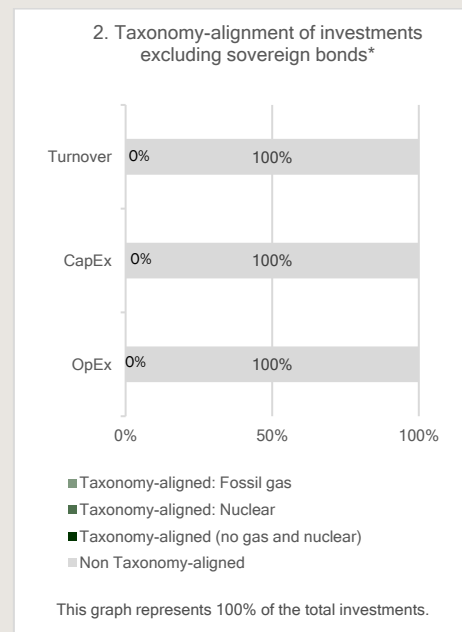 2. Taxonomy-alignment of investments
excluding sovereign bonds*
Turnover 0% 100%
CapEx 0% 100%
OpEx 0% 100%
0% 50% 100%
Taxonomy-aligned: Fossil gas
Taxonomy-aligned: Nuclear
Taxonomy-aligned (no gas and nuclear)
Non Taxonomy-aligned
This graph represents 100% of the total investments.